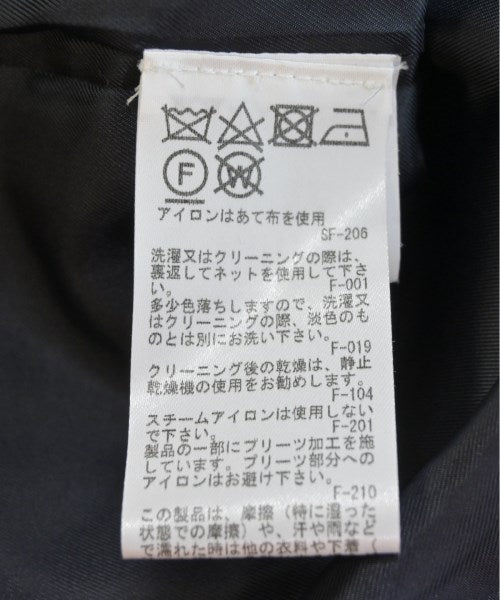 F W
アイロンはあて布を使用
SF-206
洗濯又はクリーニングの際は、
裏返してネットを使用して下さ
い。 F-001
多少色落ちしますので、洗濯又
はクリーニングの際、淡色のも
のとは別にお洗い下さい。
F-019
クリーニング後の乾燥は、静止
乾燥機の使用をお勧めします。
F-104
スチームアイロンは使用しない
で下さい。 F-201
製品の一部にプリーツ加工を施
しています。プリーツ部分への
アイロンはお避け下さい。
F-210
この製品は、摩擦（特に湿った
状態での摩擦）や、汗や雨など
で濡れた時は他の衣料や下着（